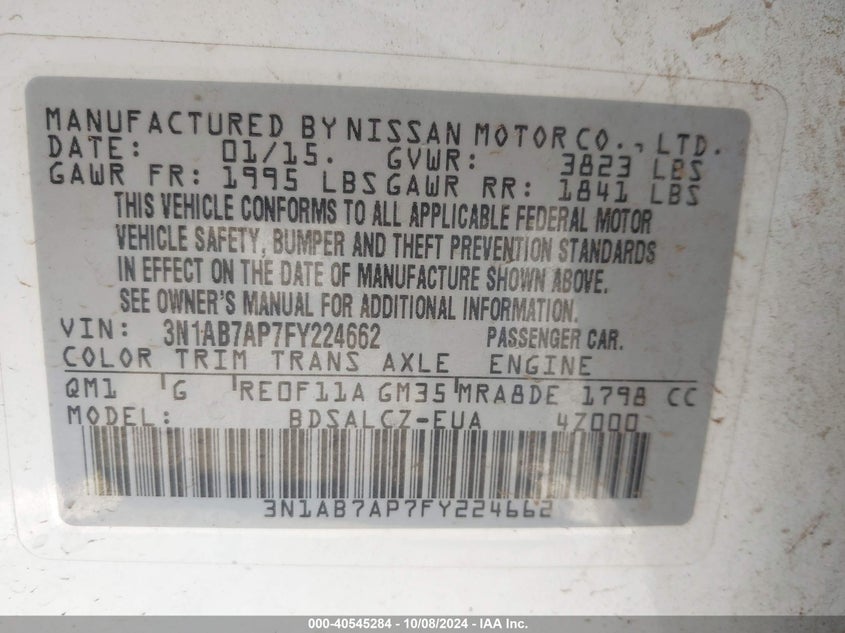 MANUFACTURED BY NISSAN MOTOR CO., LTD.
DATE: 01/15. GVWR: 3823 LBS
GAWR FR: 1995 LBS GAWR RR: 1841 LBS
THIS VEHICLE CONFORMS TO ALL APPLICABLE FEDERAL MOTOR
VEHICLE SAFETY, BUMPER AND THEFT PREVENTION STANDARDS
IN EFFECT ON THE DATE OF MANUFACTURE SHOWN ABOVE.
SEE OWNER'S MANUAL FOR ADDITIONAL INFORMATION.
VIN: 3N1AB7AP7FY224662 PASSENGER CAR.
COLOR TRIM TRANS AXLE ENGINE
QM1 G RE0F11A GM35 MRA8DE 1798 CC
MODEL: BDSALCZ-EUA 4Z000
3N1AB7AP7FY224662
000-40545284 - 10/08/2024 - IAA Inc.